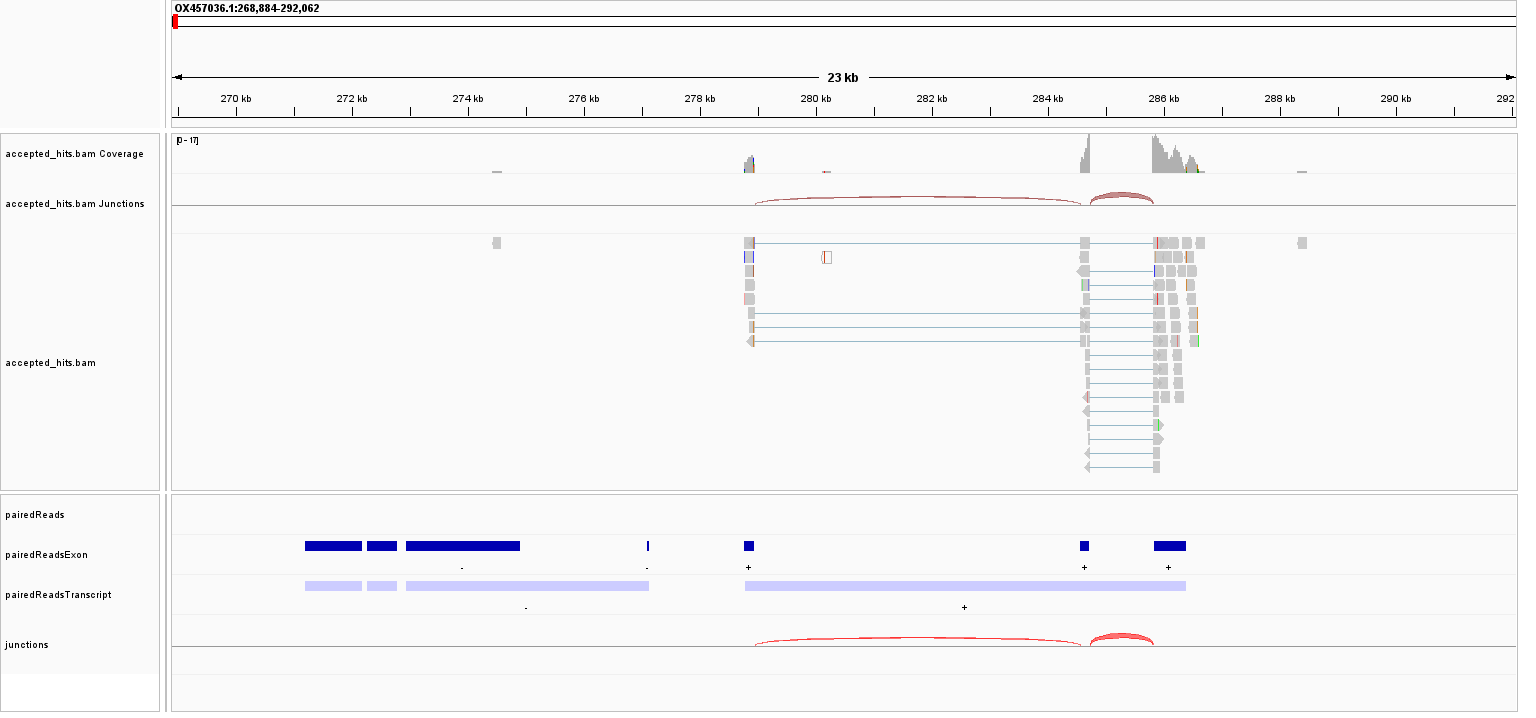 OX457036.1:268,884-292,062
23 kb
270 kb 272 kb 274 kb 276 kb 278 kb 280 kb 282 kb 284 kb 286 kb 288 kb 290 kb 292
[0 - 17]
accepted_hits.bam Coverage
accepted_hits.bam Junctions
accepted_hits.bam
pairedReads
pairedReadsExon
- - + + +
pairedReadsTranscript
- +
junctions